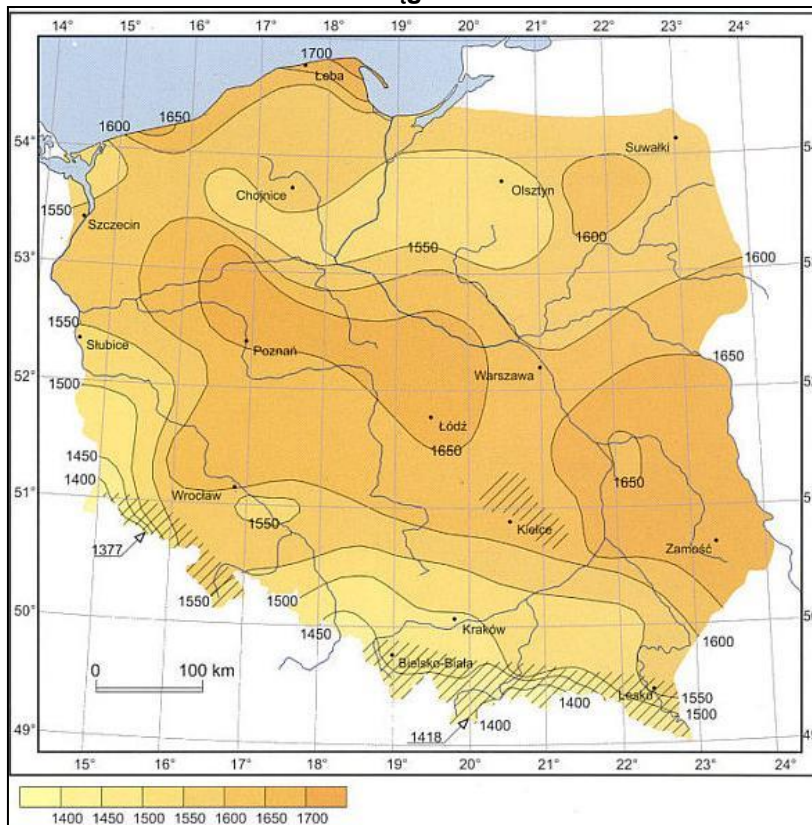 14° 15° 16° 17° 18° 19° 20° 21° 22° 23° 24°
1700
Łeba
1650
1600
54°
Suwałki
Chojnice
Olsztyn
1550
Szczecin
1550
1600
1600
53°
1550
Słubice
Poznań
1650
52°
Warszawa
1500
Łódź
1650
1450
1650
1400
51°
Wrocław
1550
Kielce
Zamość
1377
1550
1500
50°
1450
Kraków
1600
0 100 km
Bielsko-Biała
Lesko
1550
1500
1400
1400
49°
1418
15° 16° 17° 18° 19° 20° 21° 22° 23° 24°
1400 1450 1500 1550 1600 1650 1700